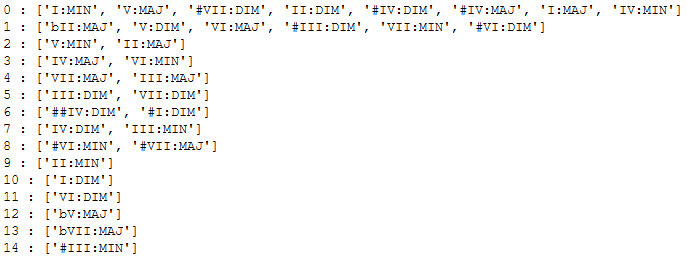 0 : ['I:MIN', 'V:MAJ', '#VII:DIM', 'II:DIM', '#IV:DIM', '#IV:MAJ', 'I:MAJ', 'IV:MIN']
1 : ['bII:MAJ', 'V:DIM', 'VI:MAJ', '#III:DIM', 'VII:MIN', '#VI:DIM']
2 : ['V:MIN', 'II:MAJ']
3 : ['IV:MAJ', 'VI:MIN']
4 : ['VII:MAJ', 'III:MAJ']
5 : ['III:DIM', 'VII:DIM']
6 : ['##IV:DIM', '#I:DIM']
7 : ['IV:DIM', 'III:MIN']
8 : ['#VI:MIN', '#VII:MAJ']
9 : ['II:MIN']
10 : ['I:DIM']
11 : ['VI:DIM']
12 : ['bV:MAJ']
13 : ['bVII:MAJ']
14 : ['#III:MIN']